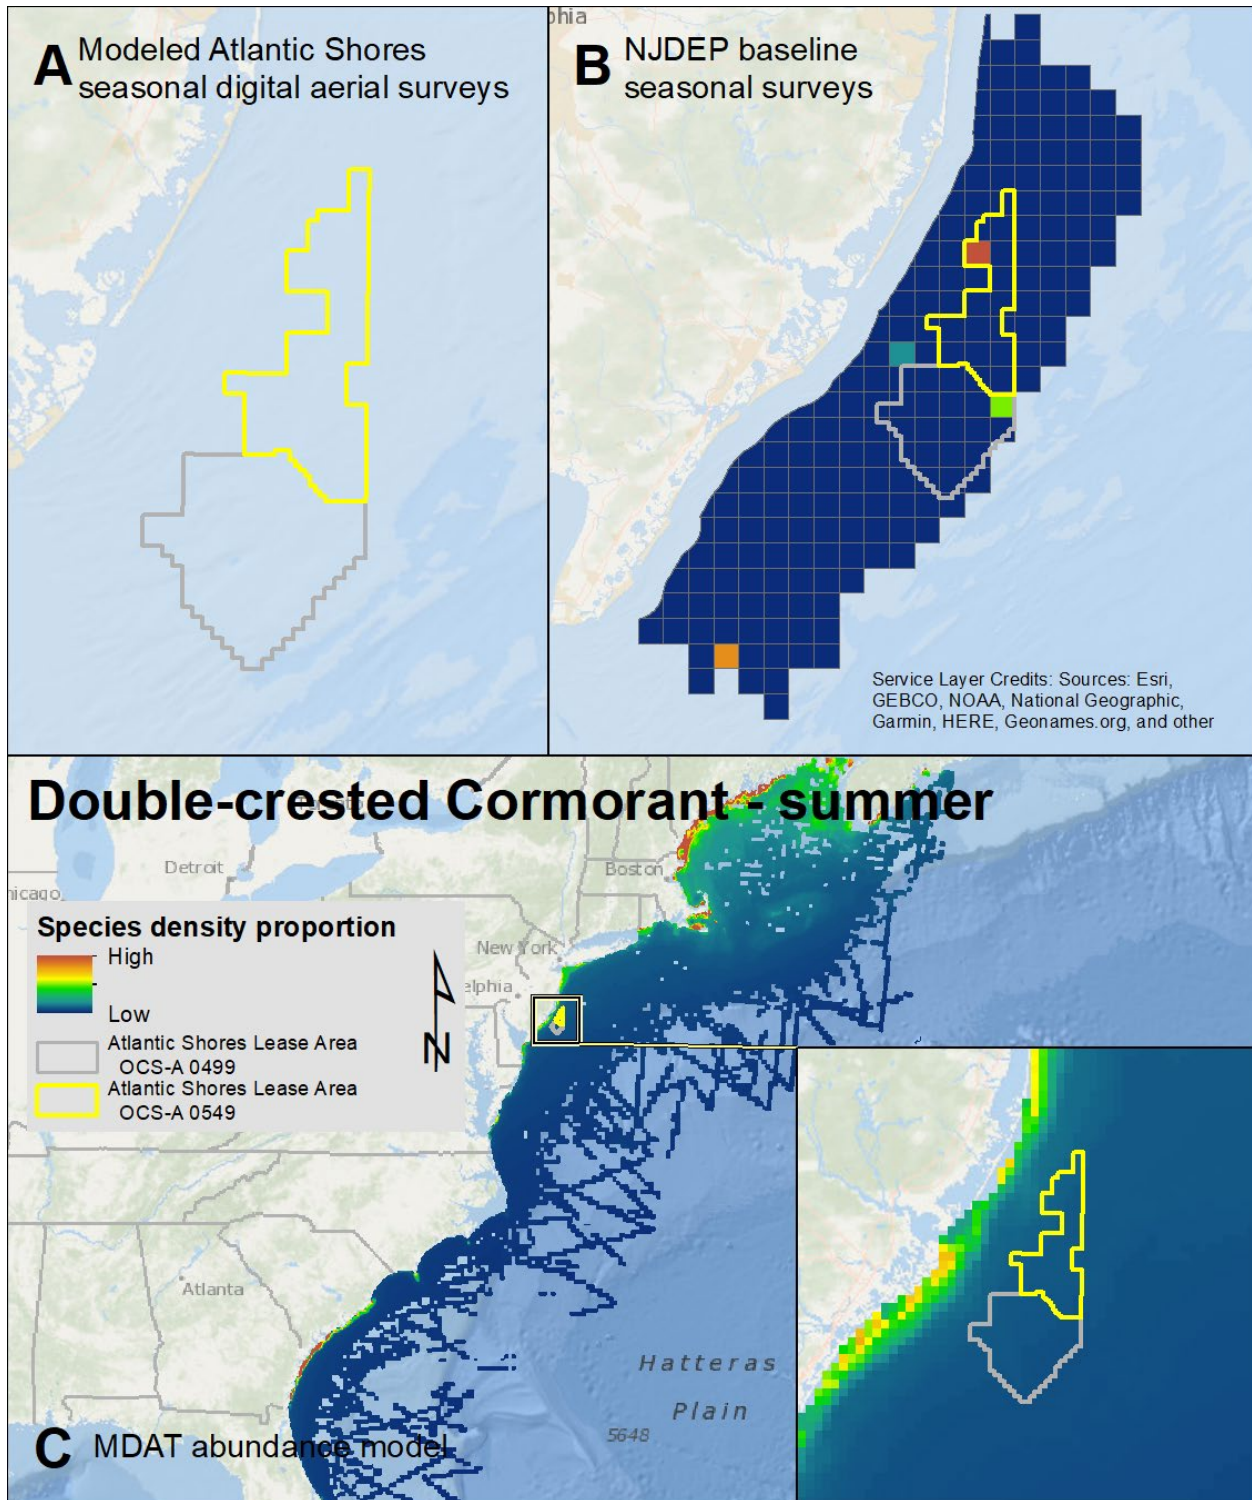 A Modeled Atlantic Shores
seasonal digital aerial surveys
phia
B NJDEP baseline
seasonal surveys
Service Layer Credits: Sources: Esri,
GEBCO, NOAA, National Geographic,
Garmin, HERE, Geonames.org, and other
Double-crested Cormorant - summer
Detroit
Boston
hicago
Species density proportion
High
Low
New York
elphia
N
Atlantic Shores Lease Area
OCS-A 0499
Atlantic Shores Lease Area
OCS-A 0549
Atlanta
Hatteras
Plain
5648
C MDAT abundance model